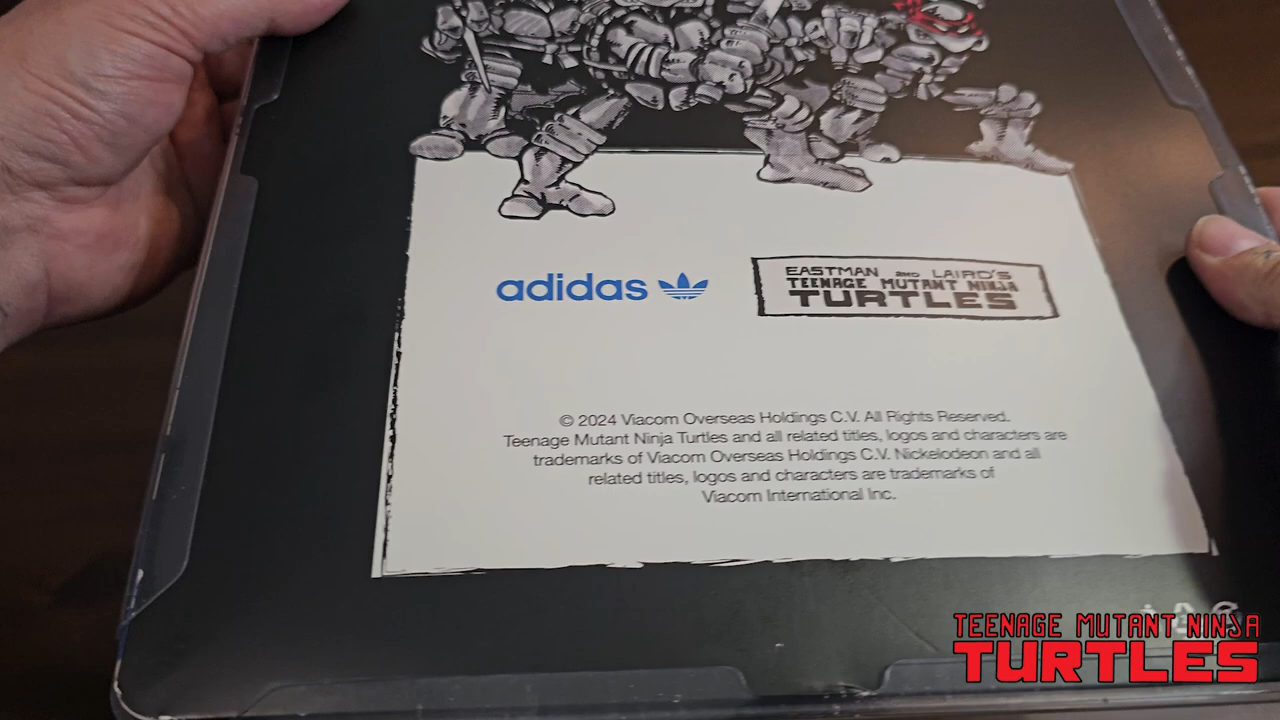 adidas
EASTMAN AND LAIRD'S
TEENAGE MUTANT NINJA
TURTLES
© 2024 Viacom Overseas Holdings C.V. All Rights Reserved.
Teenage Mutant Ninja Turtles and all related titles, logos and characters are
trademarks of Viacom Overseas Holdings C.V. Nickelodeon and all
related titles, logos and characters are trademarks of
Viacom International Inc.
TEENAGE MUTANT NINJA
TURTLES